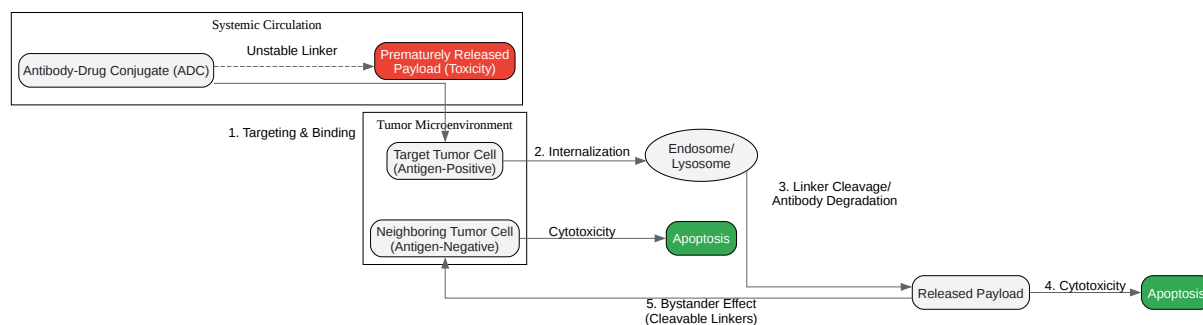 Systemic Circulation
Unstable Linker
Antibody-Drug Conjugate (ADC)
Prematurely Released
Payload (Toxicity)
1. Targeting & Binding
Tumor Microenvironment
Target Tumor Cell
(Antigen-Positive)
2. Internalization
Endosome/
Lysosome
3. Linker Cleavage/
Antibody Degradation
Neighboring Tumor Cell
(Antigen-Negative)
Cytotoxicity
Apoptosis
5. Bystander Effect
(Cleavable Linkers)
Released Payload
4. Cytotoxicity
Apoptosis